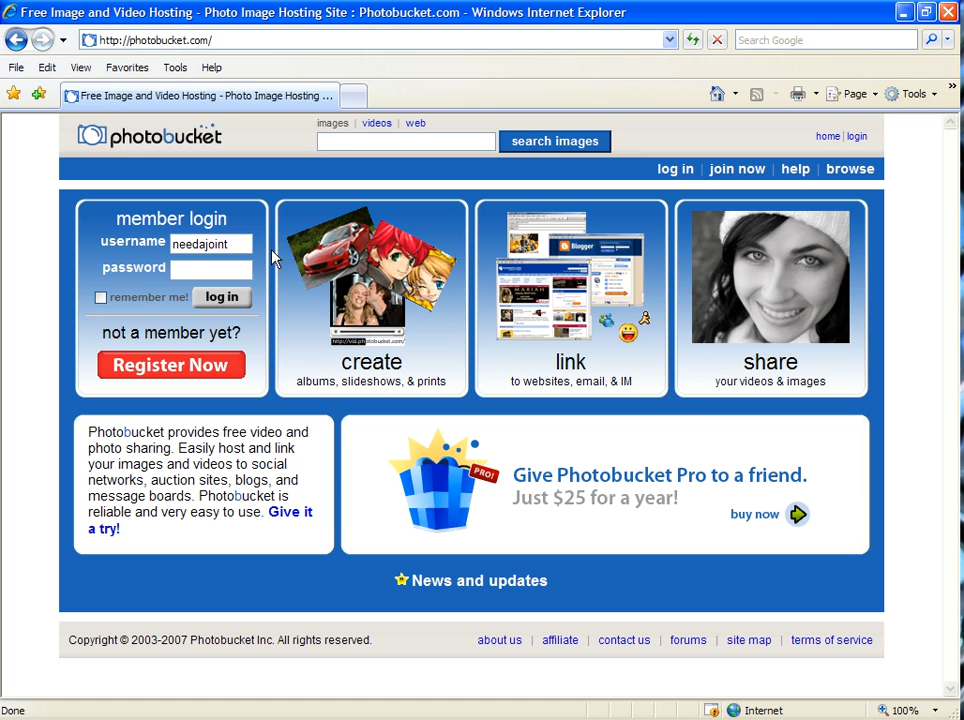 Free Image and Video Hosting - Photo Image Hosting Site : Photobucket.com - Windows Internet Explorer
http://photobucket.com/
Search Google
File Edit View Favorites Tools Help
Free Image and Video Hosting - Photo Image Hosting ...
Page Tools
photobucket
images | videos | web
search images
home | login
log in | join now | help | browse
member login
username needajoint
password
remember me! log in
not a member yet?
Register Now
create
albums, slideshows, & prints
Blogger
link
to websites, email, & IM
share
your videos & images
Photobucket provides free video and
photo sharing. Easily host and link
your images and videos to social
networks, auction sites, blogs, and
message boards. Photobucket is
reliable and very easy to use. Give it
a try!
PRO!
Give Photobucket Pro to a friend.
Just $25 for a year!
buy now
News and updates
Copyright © 2003-2007 Photobucket Inc. All rights reserved.
about us | affiliate | contact us | forums | site map | terms of service
Done
Internet
100%